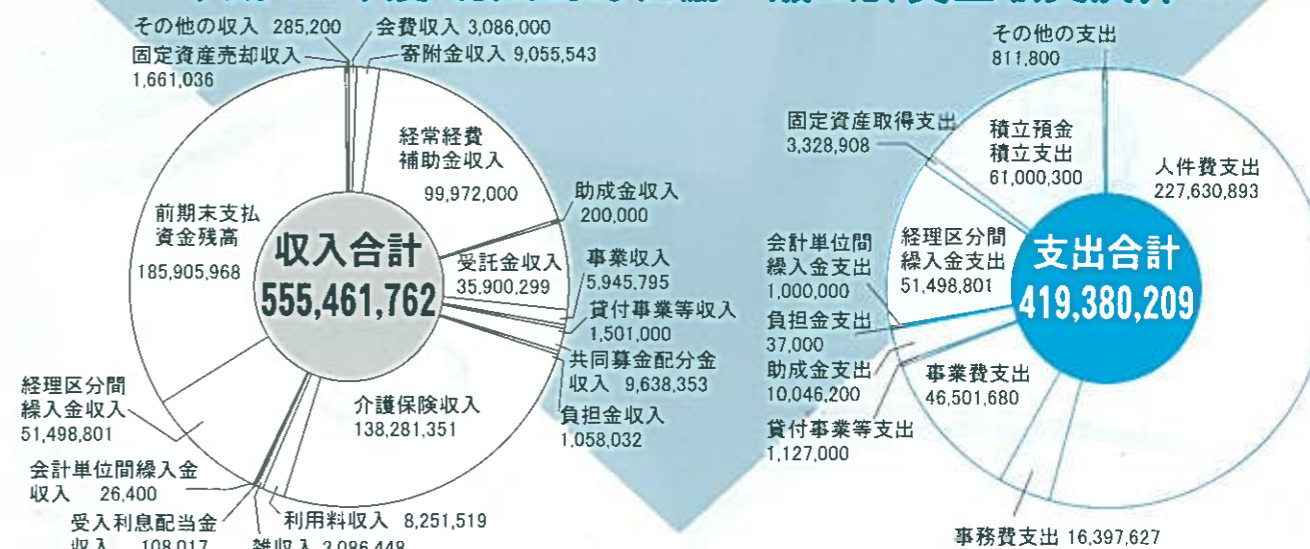 その他の収入 285,200
会費収入 3,086,000
固定資産売却収入
1,661,036
寄附金収入 9,055,543
経常経費
補助金収入
99,972,000
助成金収入
200,000
受託金収入
35,900,299
事業収入
5,945,795
貸付事業等収入
1,501,000
共同募金配分金
収入 9,638,353
負担金収入
1,058,032
介護保険収入
138,281,351
利用料収入 8,251,519
雑収入 3,086,448
受入利息配当金
収入 108,017
会計単位間繰入金
収入 26,400
経理区分間
繰入金収入
51,498,801
前期末支払
資金残高
185,905,968
収入合計
555,461,762
その他の支出
811,800
人件費支出
227,630,893
事務費支出 16,397,627
事業費支出
46,501,680
貸付事業等支出
1,127,000
助成金支出
10,046,200
負担金支出
37,000
会計単位間
繰入金支出
1,000,000
経理区分間
繰入金支出
51,498,801
固定資産取得支出
3,328,908
積立預金
積立支出
61,000,300
支出合計
419,380,209